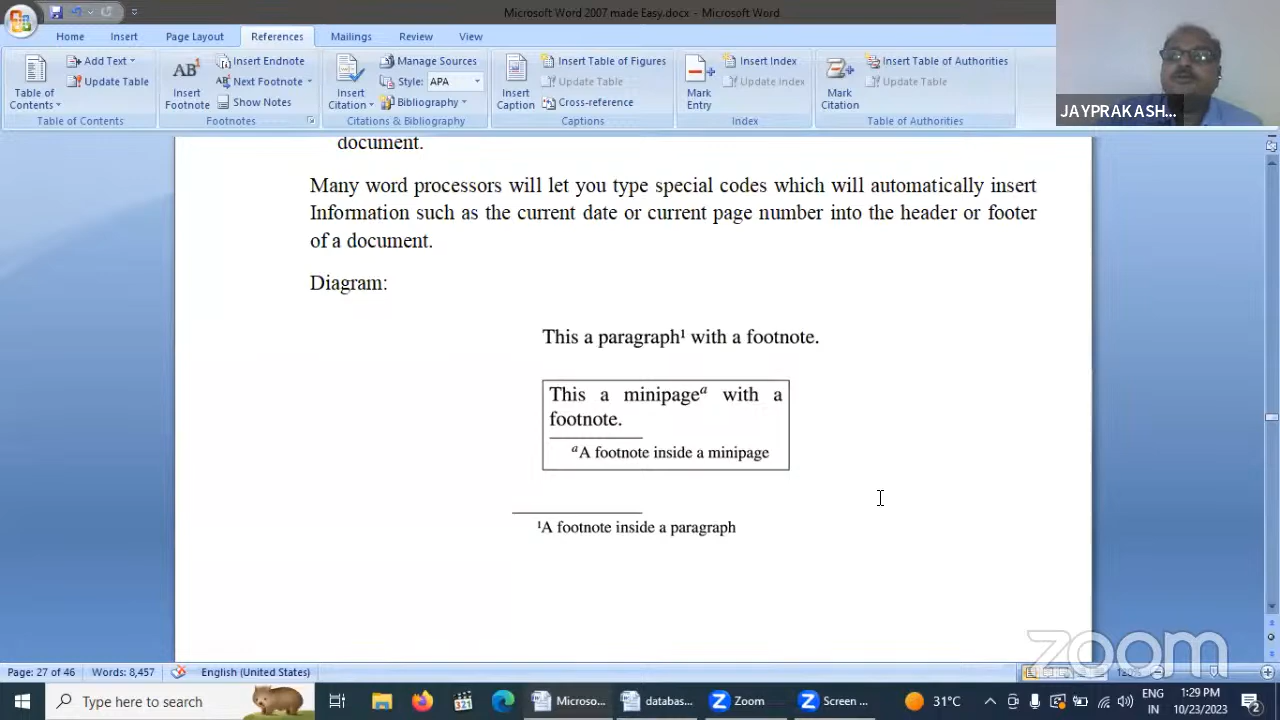 Microsoft Word 2007 made Easy.docx - Microsoft Word
Home Insert Page Layout References Mailings Review View
Table of Contents
Add Text
Update Table
Table of Contents
Insert Footnote
Insert Endnote
Next Footnote
Show Notes
Footnotes
Insert Citation
Manage Sources
Style: APA
Bibliography
Citations & Bibliography
Insert Caption
Insert Table of Figures
Update Table
Cross-reference
Captions
Mark Entry
Insert Index
Update Index
Index
Mark Citation
Insert Table of Authorities
Update Table
Table of Authorities
JAYPRAKASH...
document.
Many word processors will let you type special codes which will automatically insert
Information such as the current date or current page number into the header or footer
of a document.
Diagram:
This a paragraph¹ with a footnote.
This a minipageᵃ with a
footnote.
ᵃA footnote inside a minipage
¹A footnote inside a paragraph
zoom
Page: 27 of 46 Words: 8,457 English (United States)
Type here to search
Microso...
databas...
Zoom
Screen ...
31°C
ENG
IN
1:29 PM
10/23/2023
2